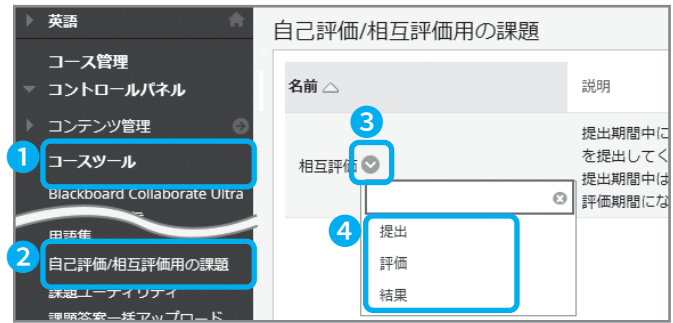 英語
コース管理
コントロールパネル
コンテンツ管理
1
コースツール
Blackboard Collaborate Ultra
用語集
2
自己評価/相互評価用の課題
課題ユーティリティ
課題答案一括アップロード
自己評価/相互評価用の課題
名前
説明
3
相互評価
提出期間中に
を提出してく
提出期間中は
評価期間にな
4
提出
評価
結果